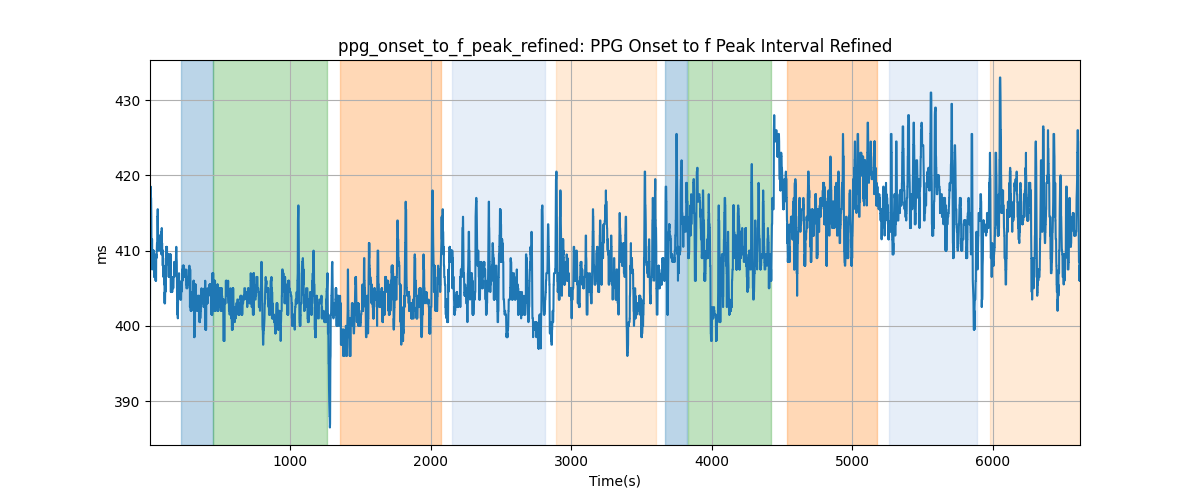 ppg_onset_to_f_peak_refined: PPG Onset to f Peak Interval Refined
430
420
410
400
390
ms
1000 2000 3000 4000 5000 6000
Time(s)